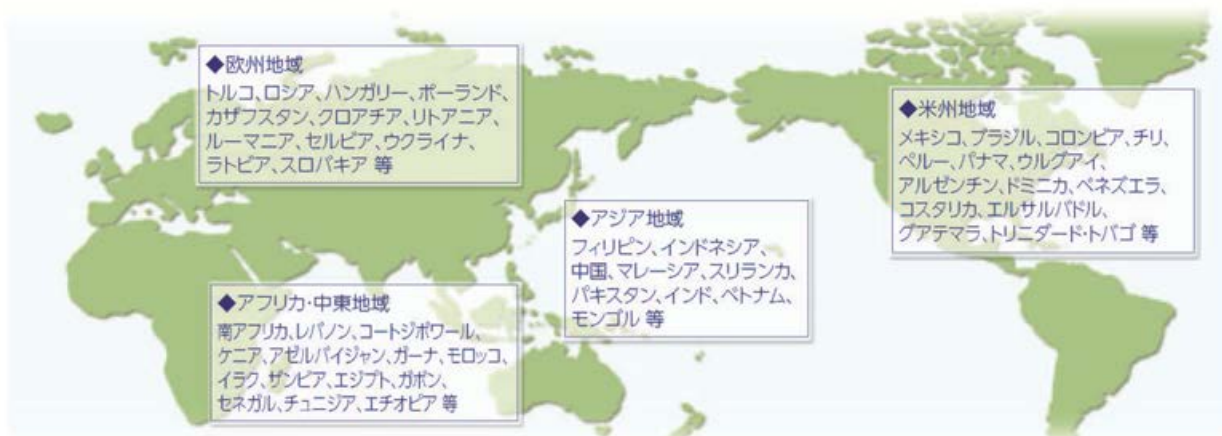 ◆欧州地域
トルコ、ロシア、ハンガリー、ポーランド、
カザフスタン、クロアチア、リトアニア、
ルーマニア、セルビア、ウクライナ、
ラトビア、スロバキア 等
◆米州地域
メキシコ、ブラジル、コロンビア、チリ、
ペルー、パナマ、ウルグアイ、
アルゼンチン、ドミニカ、ベネズエラ、
コスタリカ、エルサルバドル、
グアテマラ、トリニダード・トバゴ 等
◆アジア地域
フィリピン、インドネシア、
中国、マレーシア、スリランカ、
パキスタン、インド、ベトナム、
モンゴル 等
◆アフリカ・中東地域
南アフリカ、レバノン、コートジボワール、
ケニア、アゼルバイジャン、ガーナ、モロッコ、
イラク、ザンビア、エジプト、ガボン、
セネガル、チュニジア、エチオピア 等